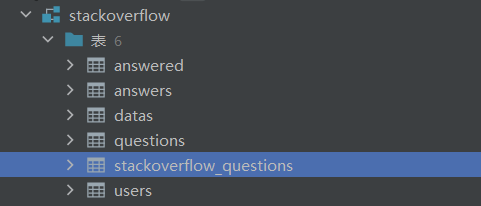 stackoverflow
表 6
answered
answers
datas
questions
stackoverflow_questions
users